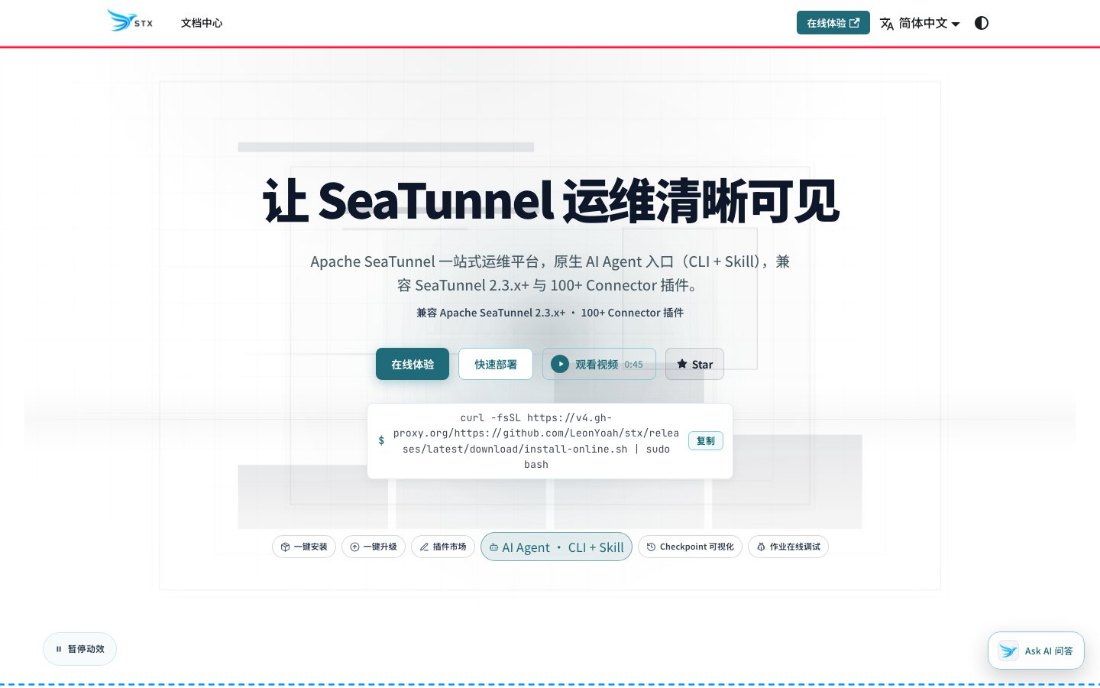 STX
文档中心
在线体验
简体中文
让 SeaTunnel 运维清晰可见
Apache SeaTunnel 一站式运维平台，原生 AI Agent 入口（CLI + Skill），兼
容 SeaTunnel 2.3.x+ 与 100+ Connector 插件。
兼容 Apache SeaTunnel 2.3.x+ · 100+ Connector 插件
在线体验
快速部署
观看视频 0:45
Star
$
curl -fsSL https://v4.gh-
proxy.org/https://github.com/LeonYoah/stx/relea
ses/latest/download/install-online.sh | sudo
bash
复制
一键安装
一键升级
插件市场
AI Agent · CLI + Skill
Checkpoint 可视化
作业在线调试
暂停动效
Ask AI 问答